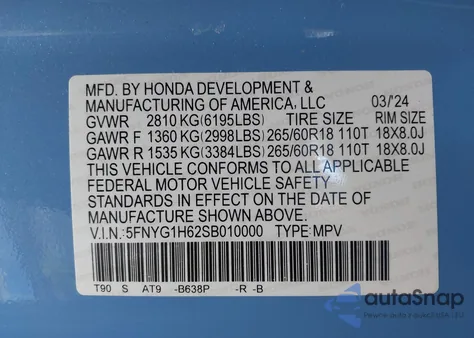 MFD. BY HONDA DEVELOPMENT &
MANUFACTURING OF AMERICA, LLC 03/'24
GVWR 2810 KG(6195LBS) TIRE SIZE RIM SIZE
GAWR F 1360 KG(2998LBS) 265/60R18 110T 18X8.0J
GAWR R 1535 KG(3384LBS) 265/60R18 110T 18X8.0J
THIS VEHICLE CONFORMS TO ALL APPLICABLE
FEDERAL MOTOR VEHICLE SAFETY
STANDARDS IN EFFECT ON THE DATE OF
MANUFACTURE SHOWN ABOVE.
V.I.N.:5FNYG1H62SB010000 TYPE:MPV
T90 S AT9 -B638P -R -B
autoSnap